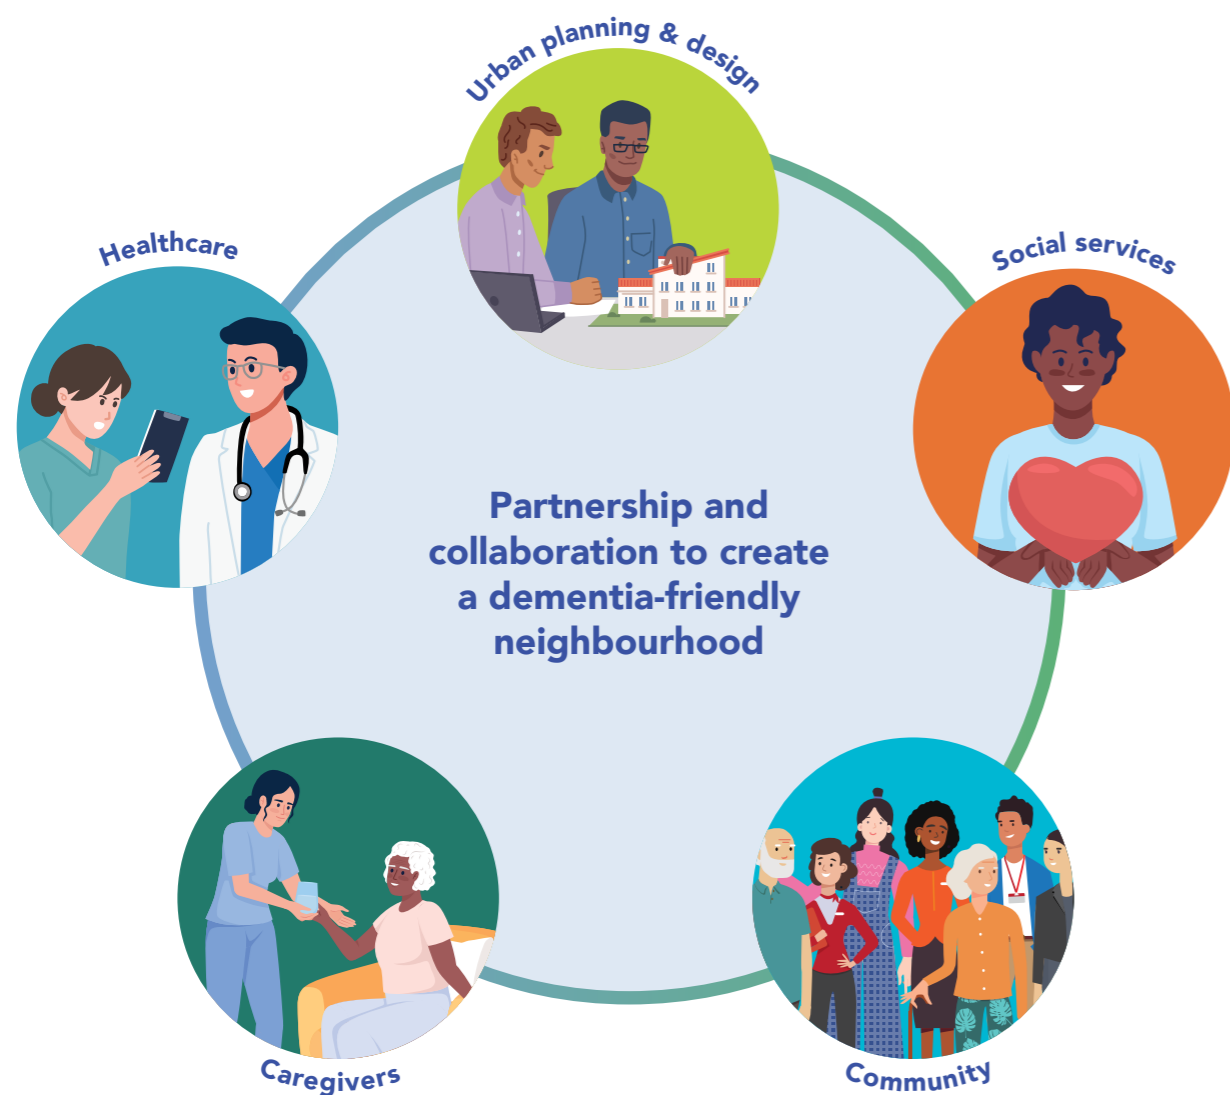 Urban planning & design
Healthcare
Social services
Partnership and
collaboration to create
a dementia-friendly
neighbourhood
Caregivers
Community